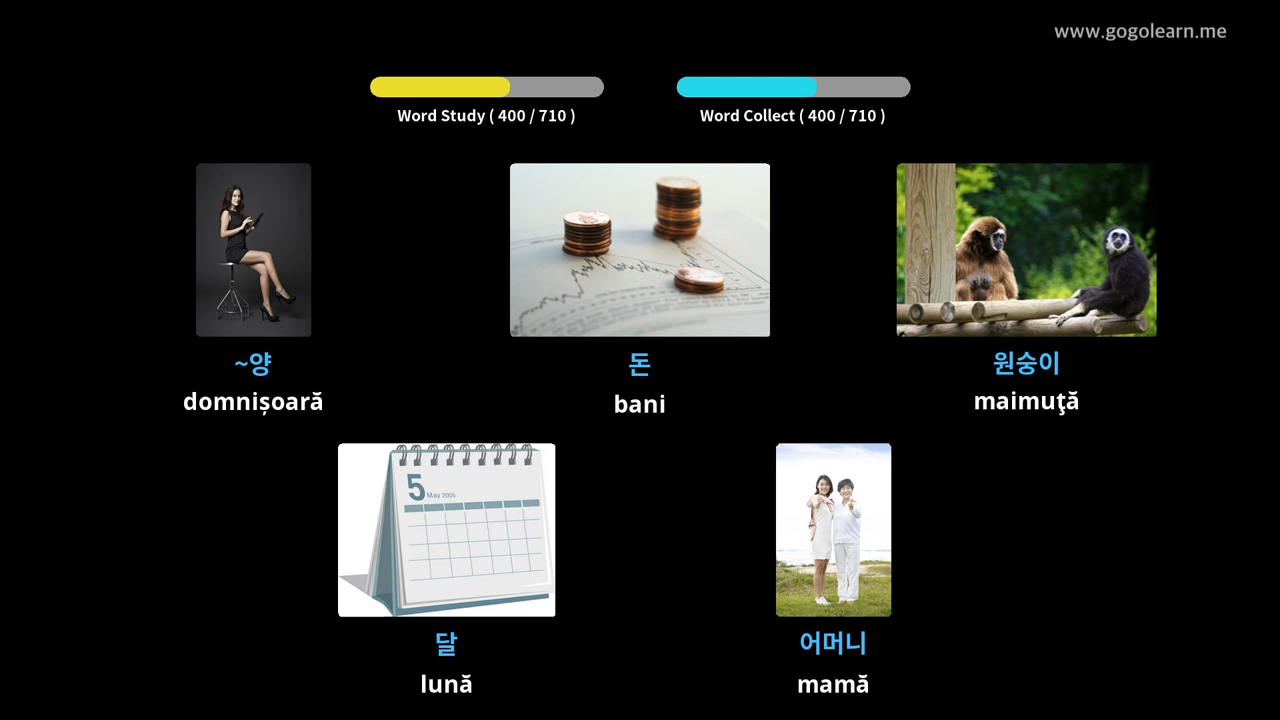 www.gogolearn.me
Word Study ( 400 / 710 )
Word Collect ( 400 / 710 )
~양
domnișoară
돈
bani
원숭이
maimuţă
5 May 2005
달
lună
어머니
mamă